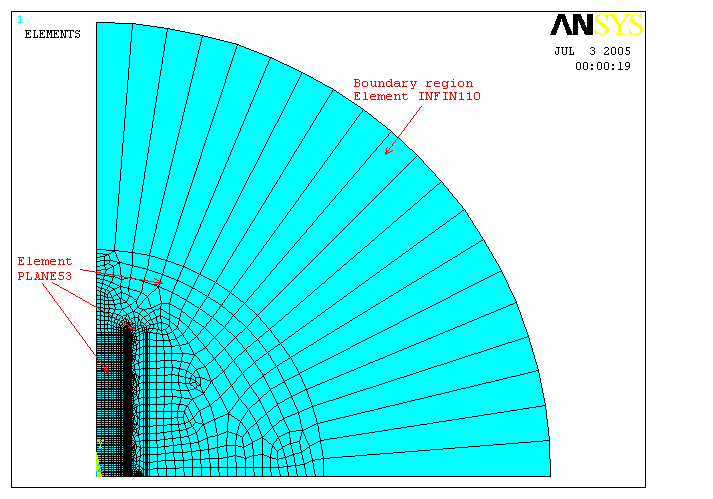 1
ELEMENTS
ANSYS
JUL 3 2005
00:00:19
Boundary region
Element INFIN110
Element
PLANE53
Y